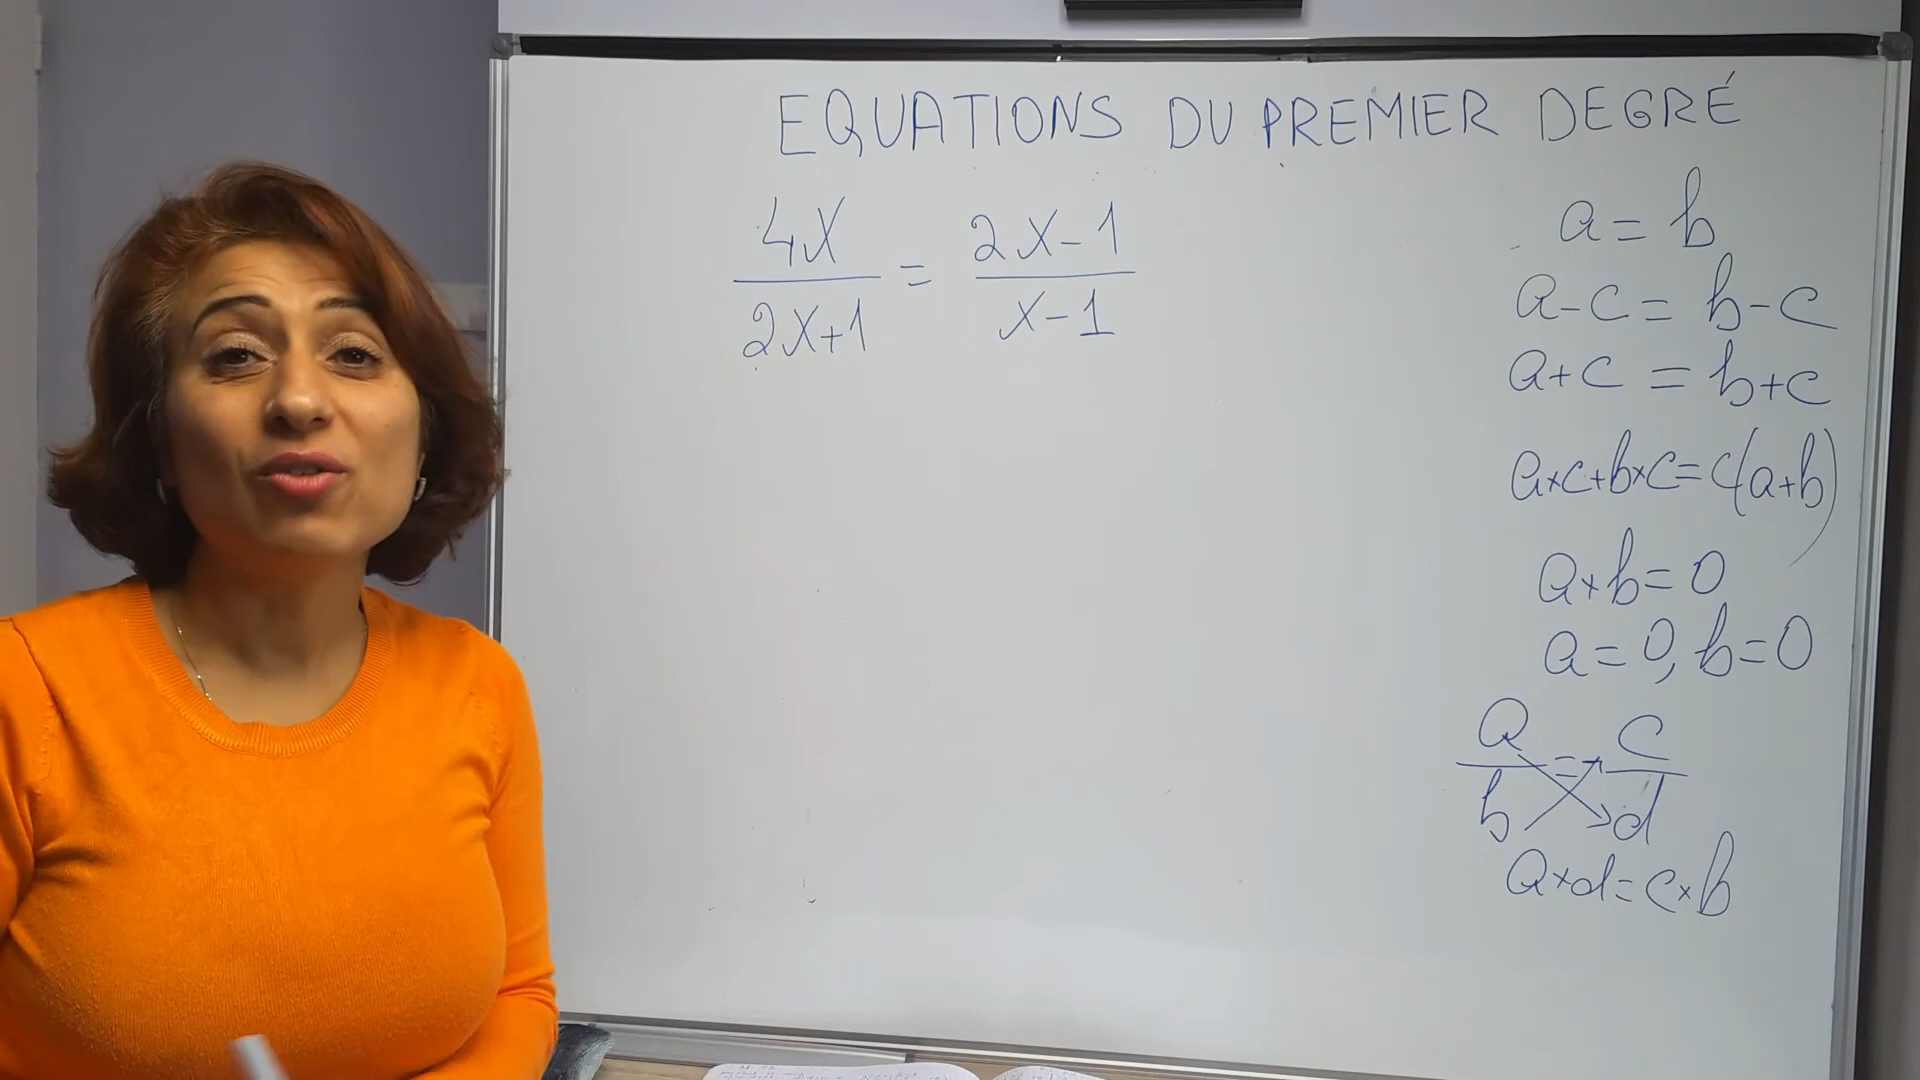 EQUATIONS DU PREMIER DEGRÉ
4x/2x+1 = 2x-1/x-1
a = b
a-c = b-c
a+c = b+c
a×c+b×c=c(a+b)
a×b=0
a=0, b=0
a/b = c/d
a×d=c×b